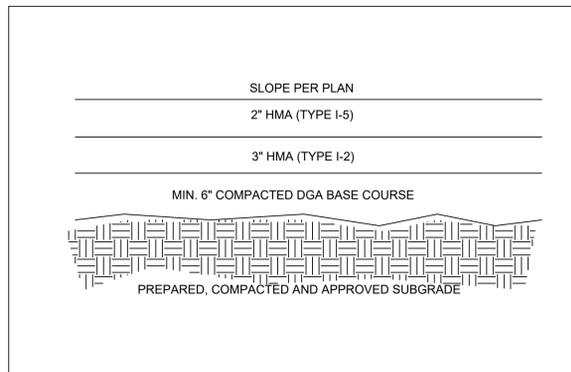 SLOPE PER PLAN
2" HMA (TYPE I-5)
3" HMA (TYPE I-2)
MIN. 6" COMPACTED DGA BASE COURSE
PREPARED, COMPACTED AND APPROVED SUBGRADE